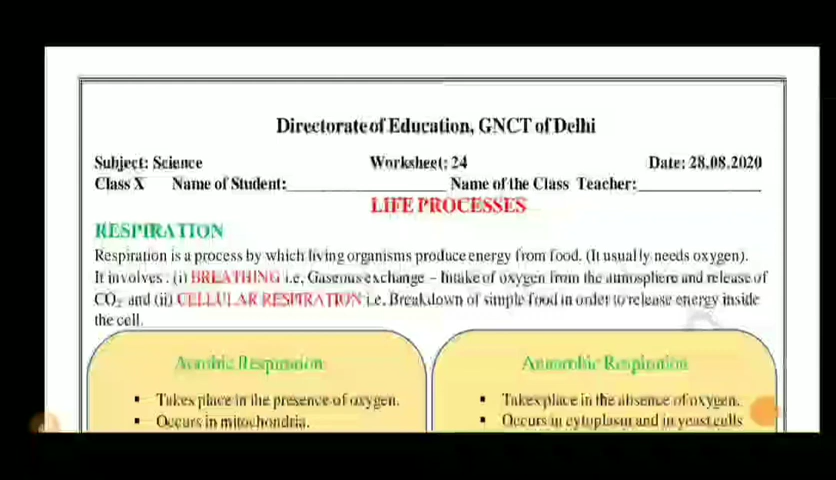 Directorate of Education, GNCT of Delhi
Subject: Science Worksheet: 24 Date: 28.08.2020
Class X Name of Student:____________________ Name of the Class Teacher:________________
LIFE PROCESSES
RESPIRATION
Respiration is a process by which living organisms produce energy from food. (It usually needs oxygen).
It involves : (i) BREATHING i.e, Gaseous exchange – Intake of oxygen from the atmosphere and release of
CO₂ and (ii) CELLULAR RESPIRATION i.e. Breakdown of simple food in order to release energy inside
the cell.
Aerobic Respiration
▪ Takes place in the presence of oxygen.
▪ Occurs in mitochondria.
Anaerobic Respiration
▪ Takes place in the absence of oxygen.
▪ Occurs in cytoplasm and in yeast cells